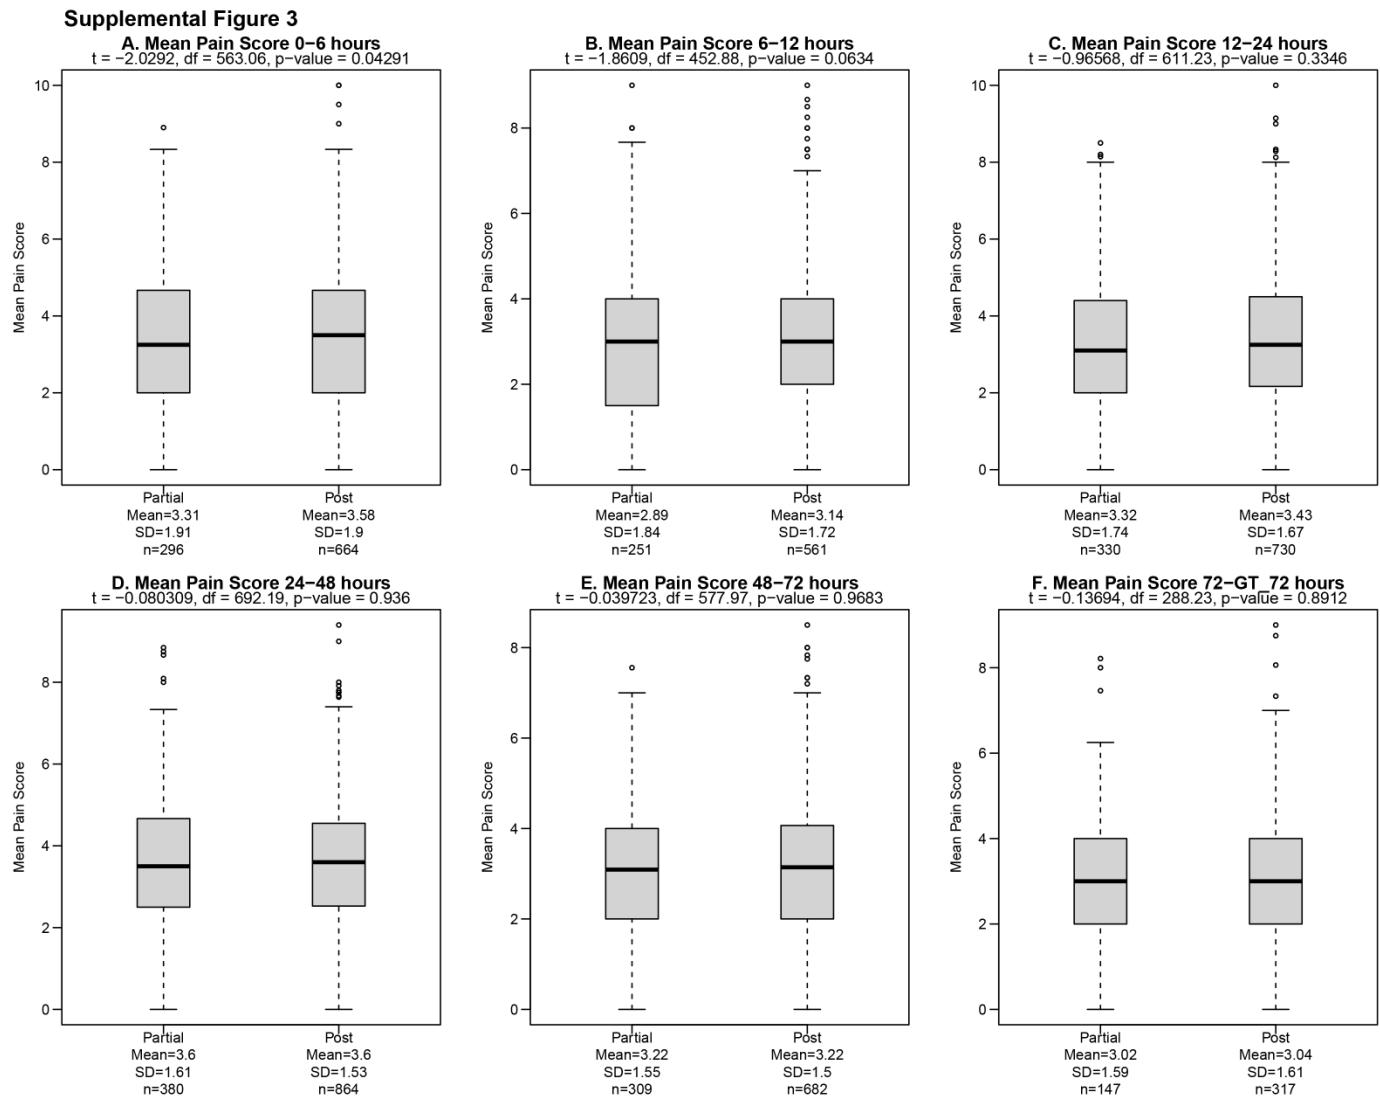 Supplemental Figure 3
A. Mean Pain Score 0−6 hours
t = −2.0292, df = 563.06, p−value = 0.04291
Mean Pain Score
10
8
6
4
2
0
Partial Post
Mean=3.31 Mean=3.58
SD=1.91 SD=1.9
n=296 n=664
B. Mean Pain Score 6−12 hours
t = −1.8609, df = 452.88, p−value = 0.0634
Mean Pain Score
8
6
4
2
0
Partial Post
Mean=2.89 Mean=3.14
SD=1.84 SD=1.72
n=251 n=561
C. Mean Pain Score 12−24 hours
t = −0.96568, df = 611.23, p−value = 0.3346
Mean Pain Score
10
8
6
4
2
0
Partial Post
Mean=3.32 Mean=3.43
SD=1.74 SD=1.67
n=330 n=730
D. Mean Pain Score 24−48 hours
t = −0.080309, df = 692.19, p−value = 0.936
Mean Pain Score
8
6
4
2
0
Partial Post
Mean=3.6 Mean=3.6
SD=1.61 SD=1.53
n=380 n=864
E. Mean Pain Score 48−72 hours
t = −0.039723, df = 577.97, p−value = 0.9683
Mean Pain Score
8
6
4
2
0
Partial Post
Mean=3.22 Mean=3.22
SD=1.55 SD=1.5
n=309 n=682
F. Mean Pain Score 72−GT_72 hours
t = −0.13694, df = 288.23, p−value = 0.8912
Mean Pain Score
8
6
4
2
0
Partial Post
Mean=3.02 Mean=3.04
SD=1.59 SD=1.61
n=147 n=317